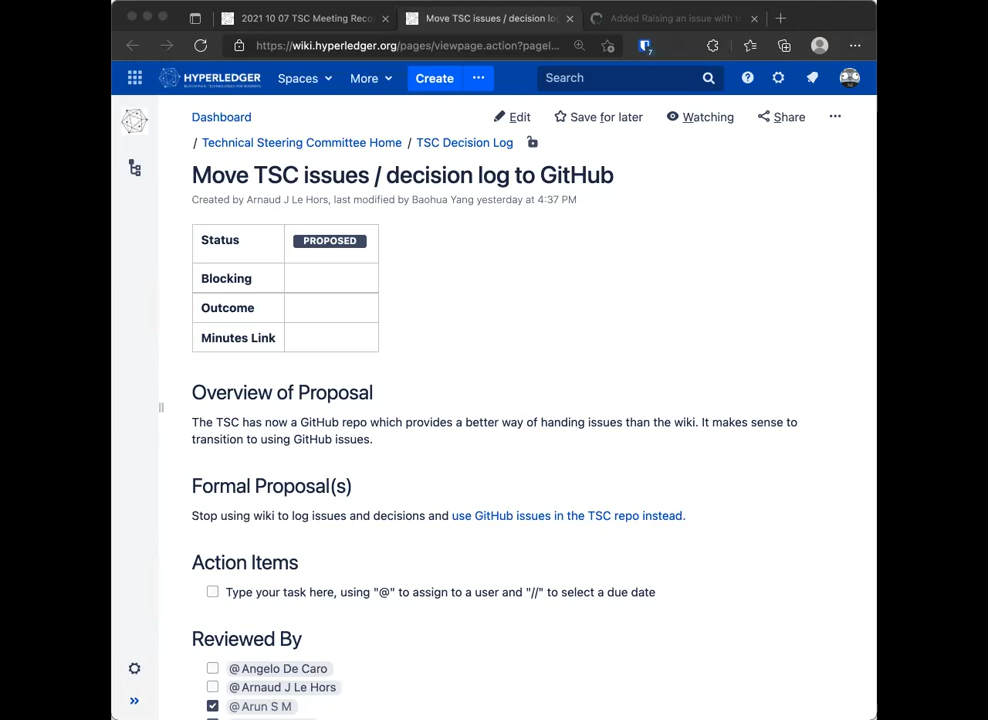 2021 10 07 TSC Meeting Reco
Move TSC issues / decision lo
Added Raising an issue with t
https://wiki.hyperledger.org/pages/viewpage.action?pageI...
7
HYPERLEDGER
Spaces
More
Create
Search
Dashboard
Edit
Save for later
Watching
Share
/ Technical Steering Committee Home / TSC Decision Log
Move TSC issues / decision log to GitHub
Created by Arnaud J Le Hors, last modified by Baohua Yang yesterday at 4:37 PM
Status PROPOSED
Blocking
Outcome
Minutes Link
Overview of Proposal
The TSC has now a GitHub repo which provides a better way of handing issues than the wiki. It makes sense to
transition to using GitHub issues.
Formal Proposal(s)
Stop using wiki to log issues and decisions and use GitHub issues in the TSC repo instead.
Action Items
Type your task here, using "@" to assign to a user and "//" to select a due date
Reviewed By
@Angelo De Caro
@Arnaud J Le Hors
@Arun S M